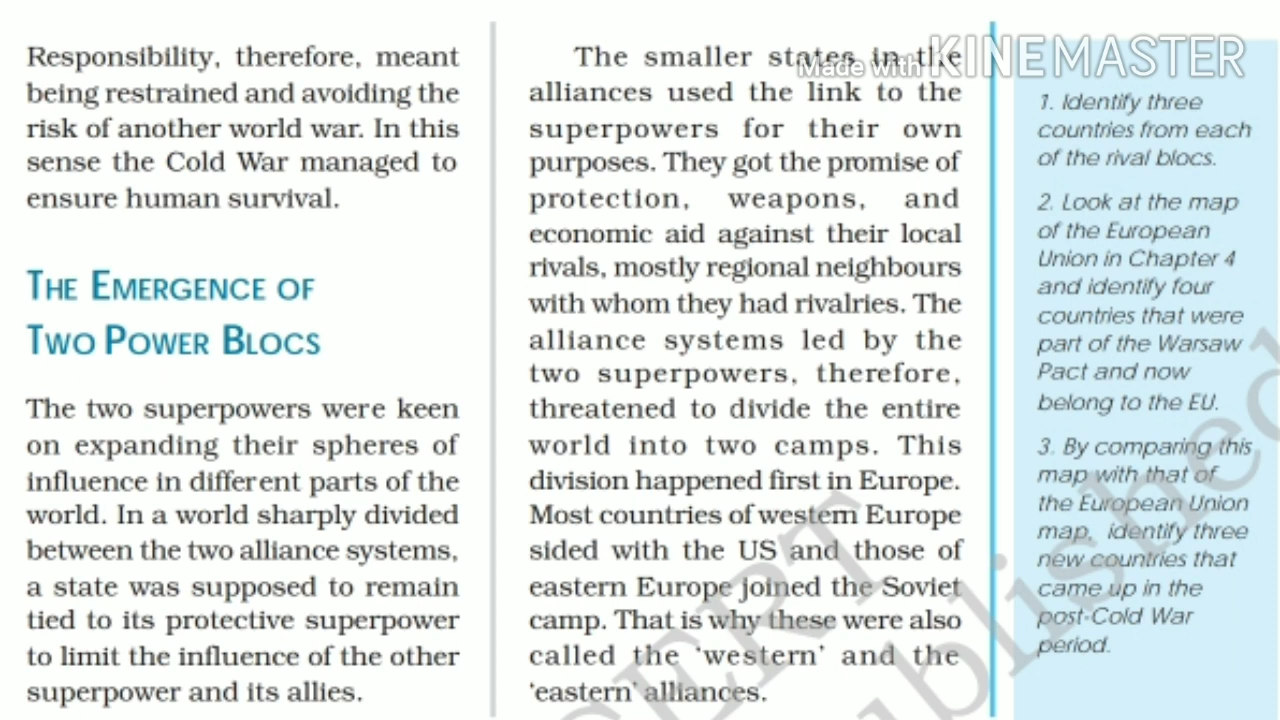 Responsibility, therefore, meant
being restrained and avoiding the
risk of another world war. In this
sense the Cold War managed to
ensure human survival.
THE EMERGENCE OF
TWO POWER BLOCS
The two superpowers were keen
on expanding their spheres of
influence in different parts of the
world. In a world sharply divided
between the two alliance systems,
a state was supposed to remain
tied to its protective superpower
to limit the influence of the other
superpower and its allies.
The smaller states in the
alliances used the link to the
superpowers for their own
purposes. They got the promise of
protection, weapons, and
economic aid against their local
rivals, mostly regional neighbours
with whom they had rivalries. The
alliance systems led by the
two superpowers, therefore,
threatened to divide the entire
world into two camps. This
division happened first in Europe.
Most countries of western Europe
sided with the US and those of
eastern Europe joined the Soviet
camp. That is why these were also
called the ‘western’ and the
‘eastern’ alliances.
Made with KINEMASTER
1. Identify three
countries from each
of the rival blocs.
2. Look at the map
of the European
Union in Chapter 4
and identify four
countries that were
part of the Warsaw
Pact and now
belong to the EU.
3. By comparing this
map with that of
the European Union
map, identify three
new countries that
came up in the
post-Cold War
period.